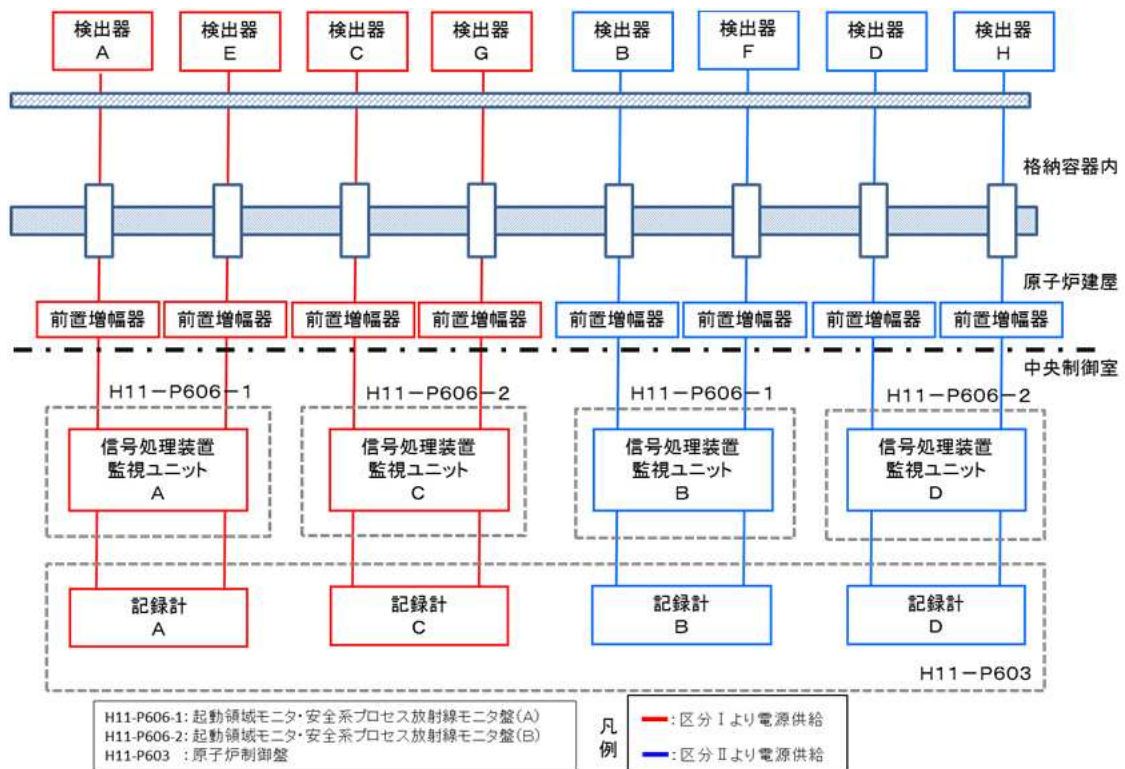 検出器
A
検出器
E
検出器
C
検出器
G
検出器
B
検出器
F
検出器
D
検出器
H
格納容器内
原子炉建屋
前置増幅器
前置増幅器
前置増幅器
前置増幅器
前置増幅器
前置増幅器
前置増幅器
前置増幅器
中央制御室
H11-P606-1
H11-P606-2
H11-P606-1
H11-P606-2
信号処理装置
監視ユニット
A
信号処理装置
監視ユニット
C
信号処理装置
監視ユニット
B
信号処理装置
監視ユニット
D
記録計
A
記録計
C
記録計
B
記録計
D
H11-P603
H11-P606-1: 起動領域モニタ・安全系プロセス放射線モニタ盤(A)
H11-P606-2: 起動領域モニタ・安全系プロセス放射線モニタ盤(B)
H11-P603 : 原子炉制御盤
凡例
:区分Ⅰより電源供給
:区分Ⅱより電源供給